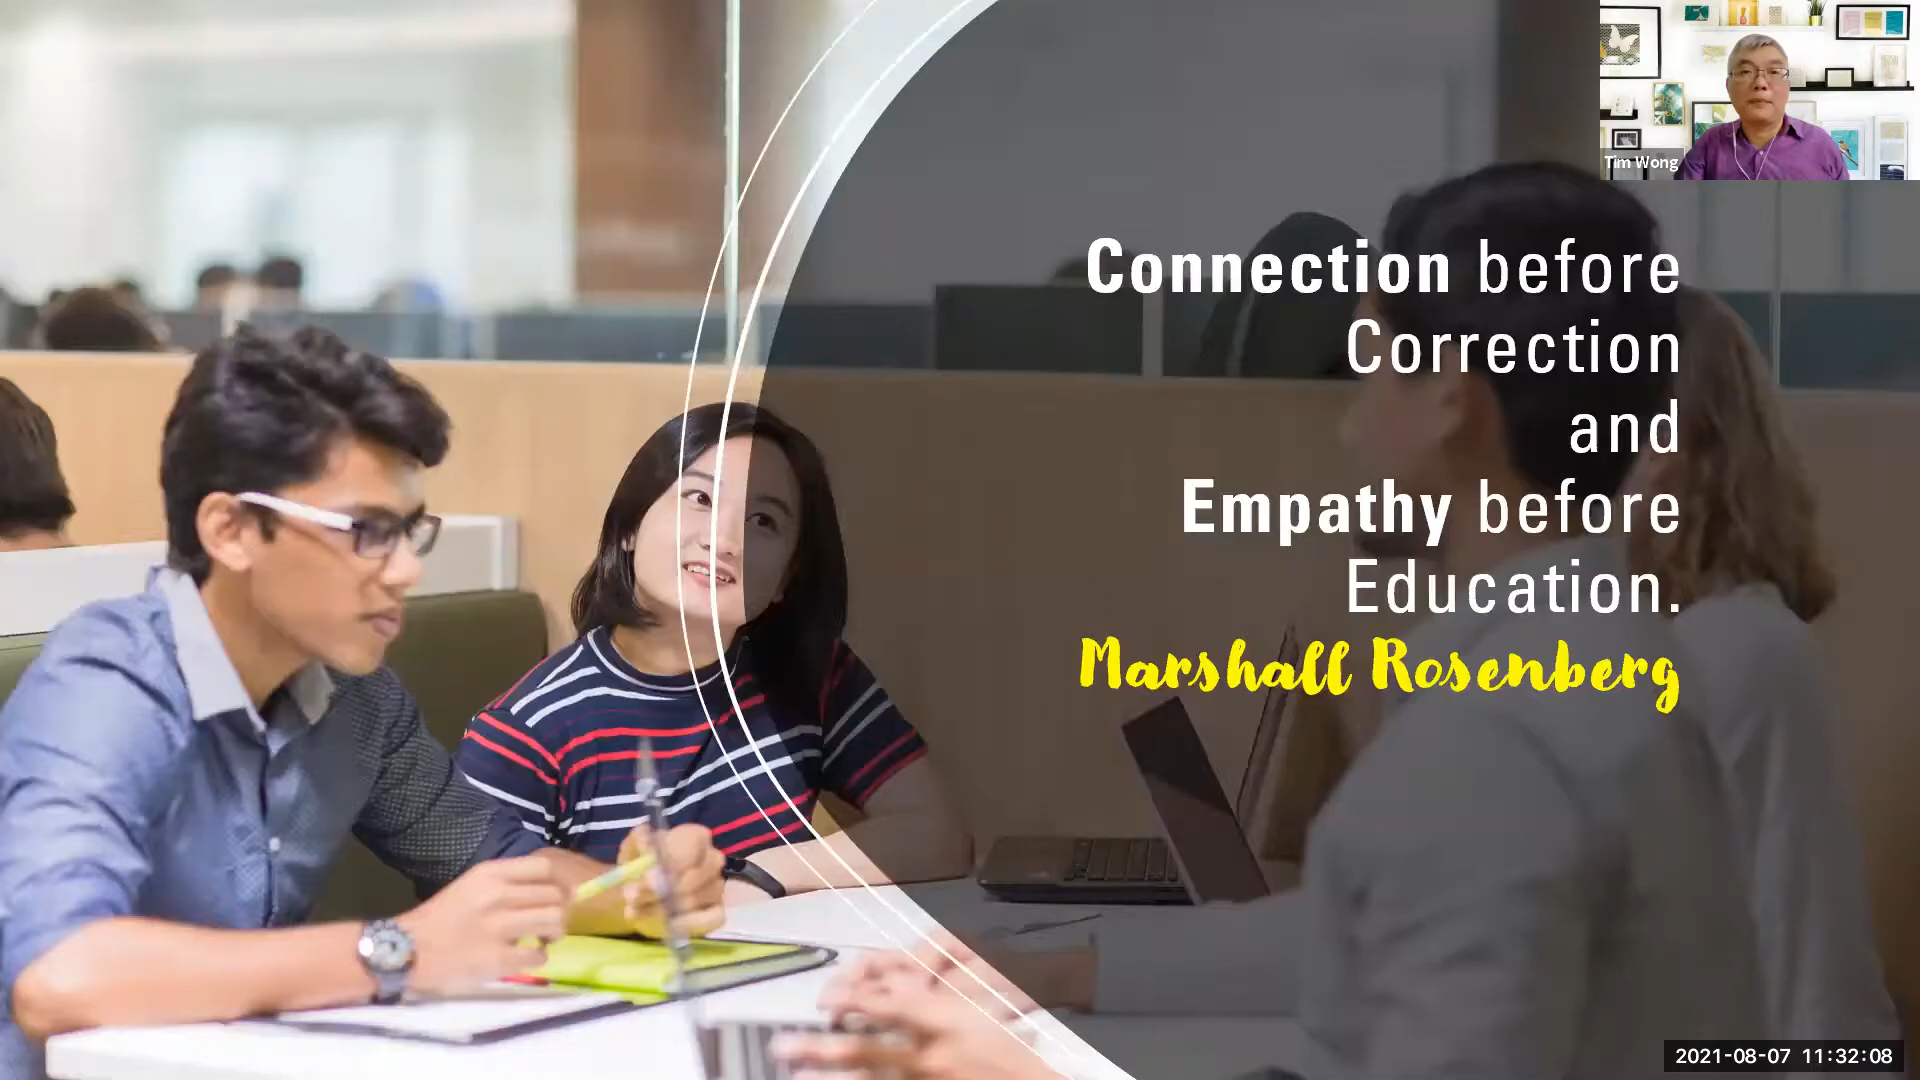 Tim Wong
Connection before
Correction
and
Empathy before
Education.
Marshall Rosenberg
2021-08-07 11:32:08